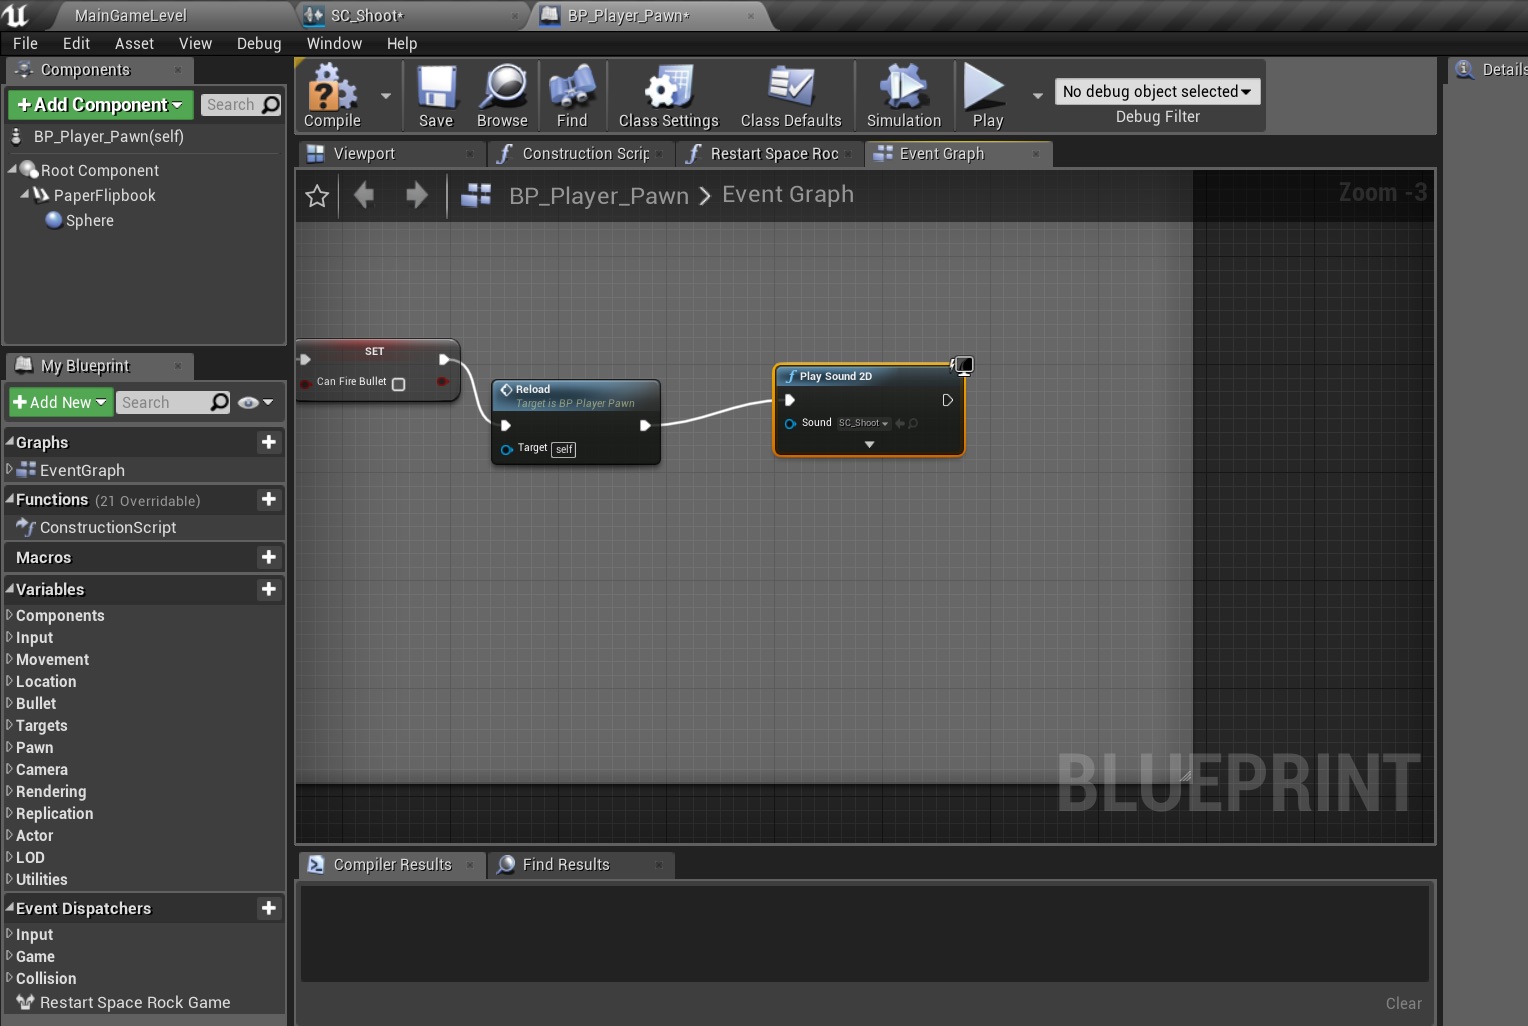 MainGameLevel
SC_Shoot*
BP_Player_Pawn*
File Edit Asset View Debug Window Help
Components
Details
+Add Component
Search
BP_Player_Pawn(self)
Root Component
PaperFlipbook
Sphere
Compile
Save
Browse
Find
Class Settings
Class Defaults
Simulation
Play
No debug object selected
Debug Filter
Viewport
Construction Scrip
Restart Space Roc
Event Graph
BP_Player_Pawn > Event Graph
Zoom -3
SET
Can Fire Bullet
Reload
Target is BP Player Pawn
Target self
Play Sound 2D
Sound SC_Shoot
BLUEPRINT
My Blueprint
+Add New
Search
Graphs
EventGraph
Functions (21 Overridable)
ConstructionScript
Macros
Variables
Components
Input
Movement
Location
Bullet
Targets
Pawn
Camera
Rendering
Replication
Actor
LOD
Utilities
Event Dispatchers
Input
Game
Collision
Restart Space Rock Game
Compiler Results
Find Results
Clear